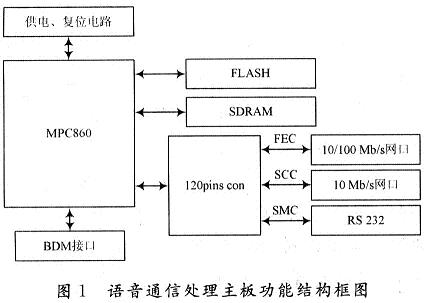 供电、复位电路
FLASH
MPC860
SDRAM
FEC
10/100 Mb/s网口
120pins con
SCC
10 Mb/s网口
SMC
RS 232
BDM接口
图1 语音通信处理主板功能结构框图